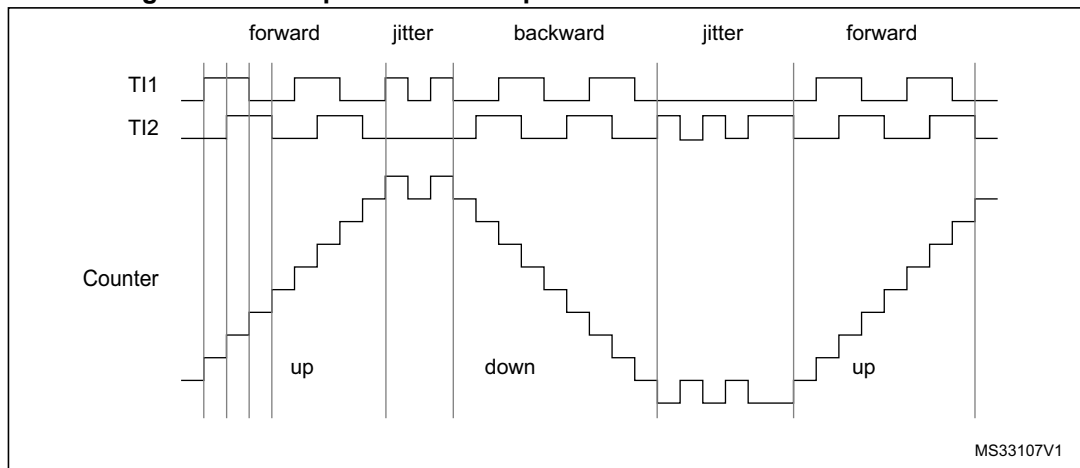 forward jitter backward jitter forward
TI1
TI2
Counter
up down up
MS33107V1